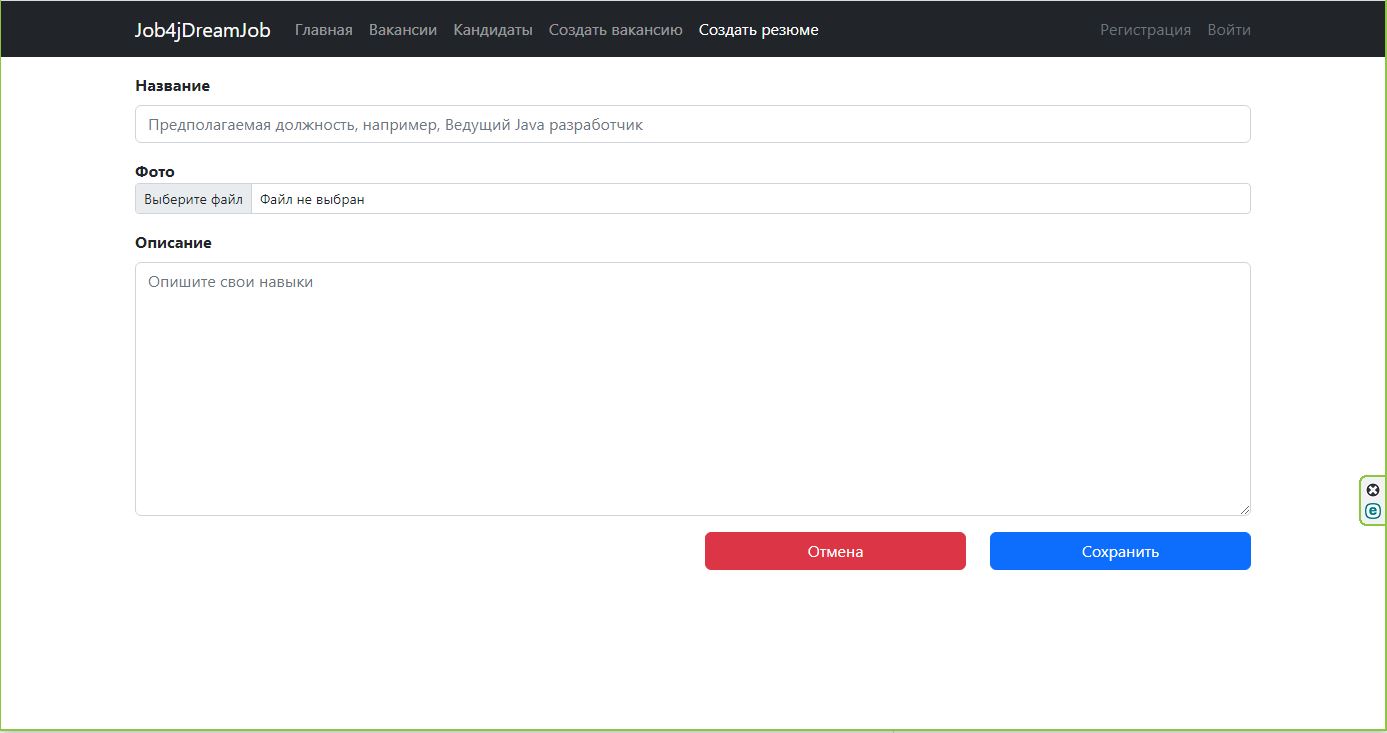 Job4jDreamJob Главная Вакансии Кандидаты Создать вакансию Создать резюме Регистрация Войти
Название
Предполагаемая должность, например, Ведущий Java разработчик
Фото
Выберите файл Файл не выбран
Описание
Опишите свои навыки
Отмена Сохранить